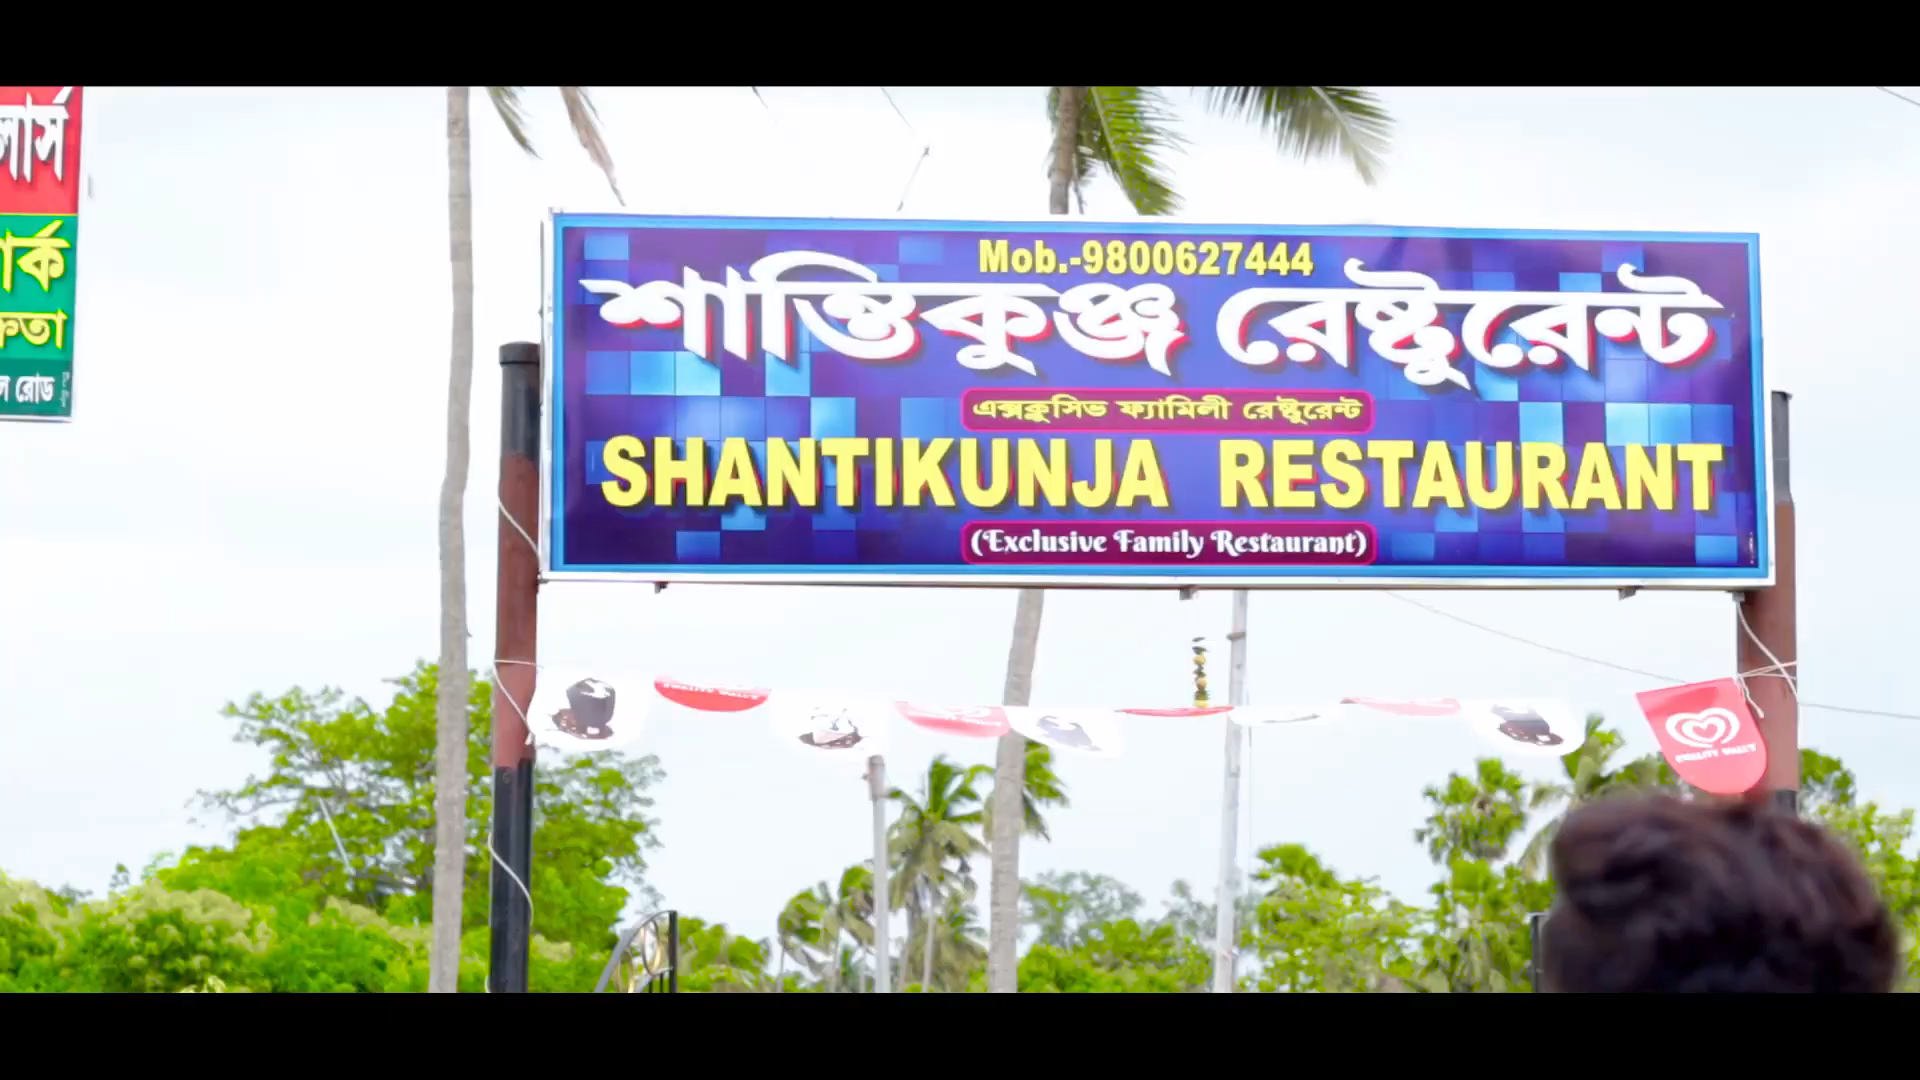 Mob.-9800627444
শান্তিকুঞ্জ রেষ্টুরেন্ট
এক্সক্লুসিভ ফ্যামিলী রেষ্টুরেন্ট
SHANTIKUNJA RESTAURANT
(Exclusive Family Restaurant)
রোড